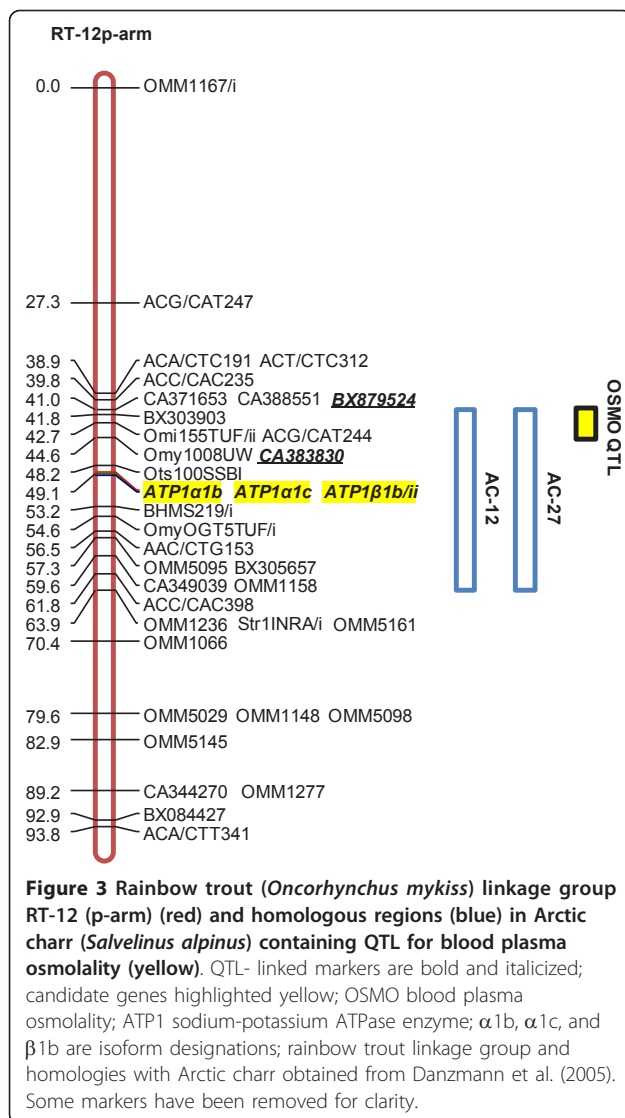 RT-12p-arm
0.0 OMM1167/i
27.3 ACG/CAT247
38.9 ACA/CTC191 ACT/CTC312
39.8 ACC/CAC235
41.0 CA371653 CA388551 BX879524
41.8 BX303903
42.7 Omi155TUF/ii ACG/CAT244
44.6 Omy1008UW CA383830
48.2 Ots100SSBI
49.1 ATP1α1b ATP1α1c ATP1β1b/ii
53.2 BHMS219/i
54.6 OmyOGT5TUF/i
56.5 AAC/CTG153
57.3 OMM5095 BX305657
59.6 CA349039 OMM1158
61.8 ACC/CAC398
63.9 OMM1236 Str1INRA/i OMM5161
70.4 OMM1066
79.6 OMM5029 OMM1148 OMM5098
82.9 OMM5145
89.2 CA344270 OMM1277
92.9 BX084427
93.8 ACA/CTT341
AC-12
AC-27
OSMO QTL
Figure 3 Rainbow trout (Oncorhynchus mykiss) linkage group
RT-12 (p-arm) (red) and homologous regions (blue) in Arctic
charr (Salvelinus alpinus) containing QTL for blood plasma
osmolality (yellow). QTL- linked markers are bold and italicized;
candidate genes highlighted yellow; OSMO blood plasma
osmolality; ATP1 sodium-potassium ATPase enzyme; α1b, α1c, and
β1b are isoform designations; rainbow trout linkage group and
homologies with Arctic charr obtained from Danzmann et al. (2005).
Some markers have been removed for clarity.